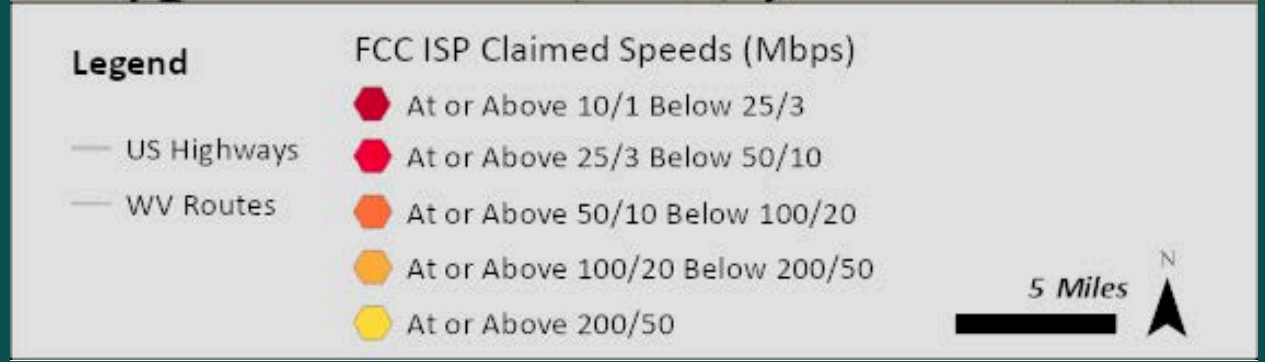 Legend
US Highways
WV Routes
FCC ISP Claimed Speeds (Mbps)
At or Above 10/1 Below 25/3
At or Above 25/3 Below 50/10
At or Above 50/10 Below 100/20
At or Above 100/20 Below 200/50
At or Above 200/50
5 Miles
N